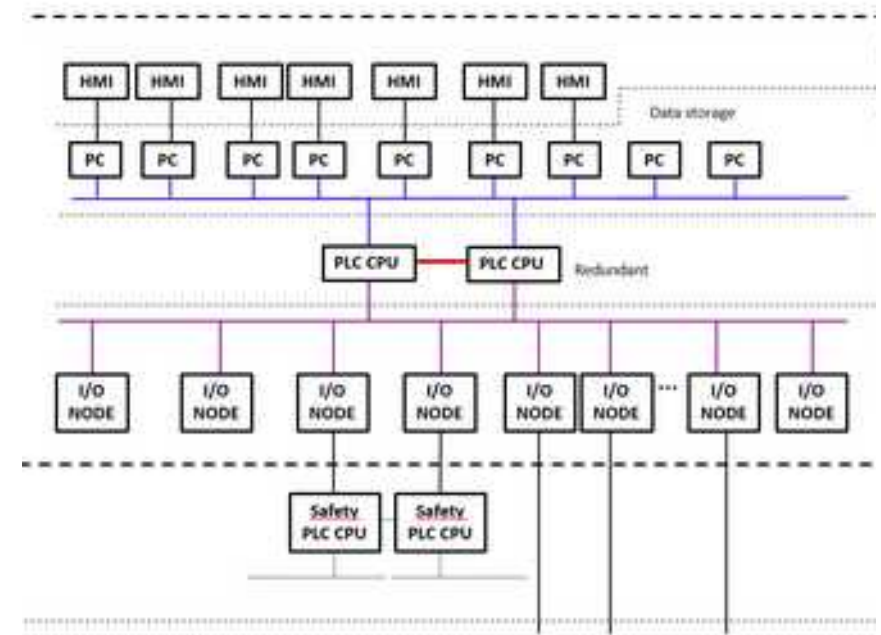 HMI HMI HMI HMI HMI HMI HMI
Data storage
PC PC PC PC PC PC PC PC PC
PLC CPU PLC CPU Redundant
I/O I/O I/O I/O I/O I/O ... I/O I/O
NODE NODE NODE NODE NODE NODE NODE NODE
Safety Safety
PLC CPU PLC CPU